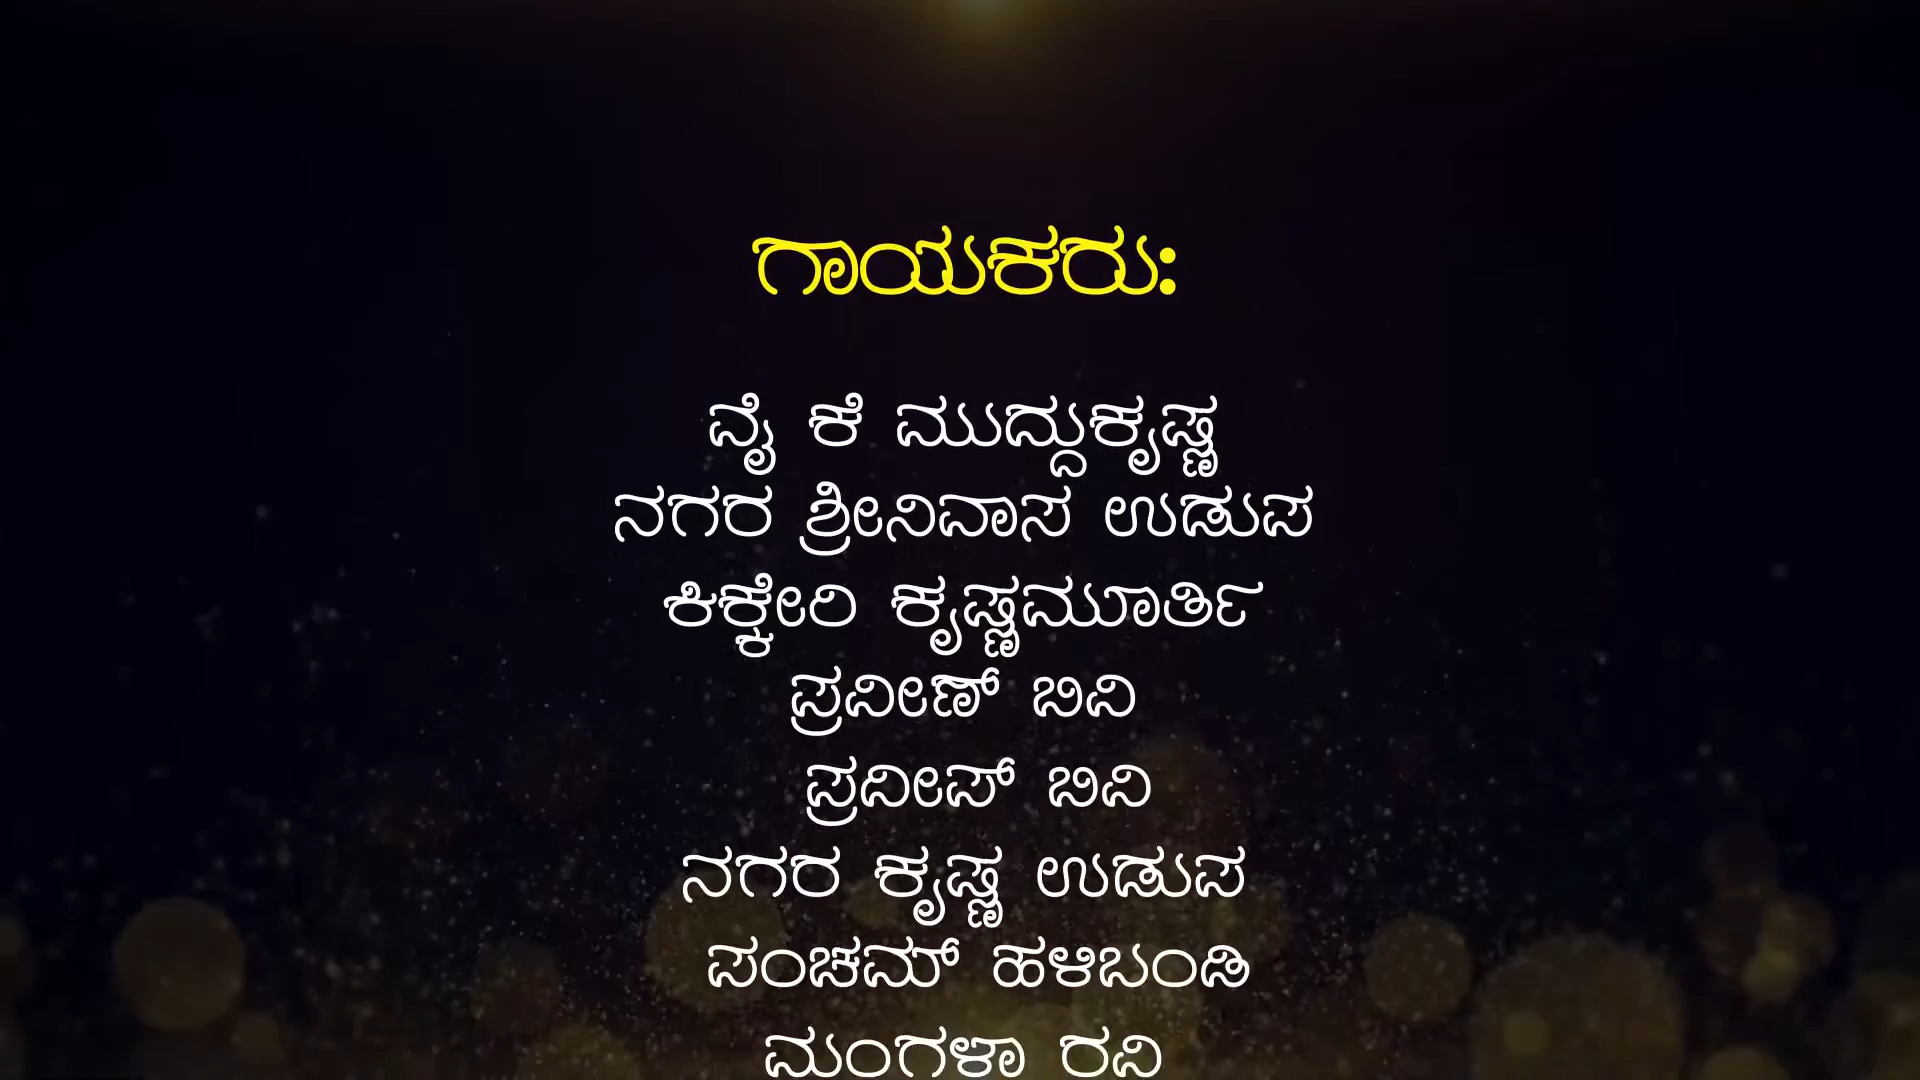 ಗಾಯಕರು:
ವೈ ಕೆ ಮುದ್ದುಕೃಷ್ಣ
ನಗರ ಶ್ರೀನಿವಾಸ ಉಡುಪ
ಕಿಕ್ಕೇರಿ ಕೃಷ್ಣಮೂರ್ತಿ
ಪ್ರವೀಣ್ ಬಿವಿ
ಪ್ರದೀಪ್ ಬಿವಿ
ನಗರ ಕೃಷ್ಣ ಉಡುಪ
ಪಂಚಮ್ ಹಳಿಬಂಡಿ
ಮಂಗಳಾ ರವಿ